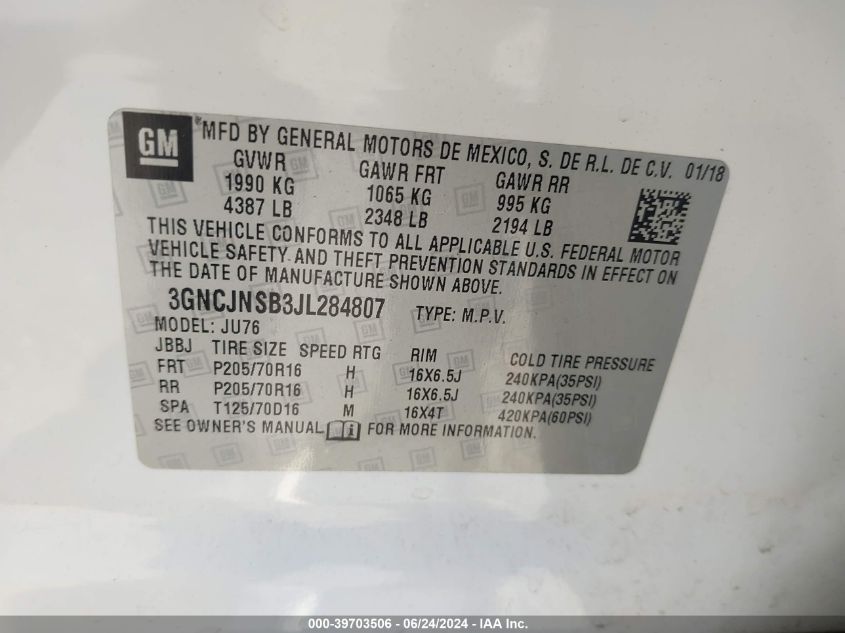 GM
®MFD BY GENERAL MOTORS DE MEXICO, S. DE R.L. DE C.V. 01/18
GVWR GAWR FRT GAWR RR
1990 KG 1065 KG 995 KG
4387 LB 2348 LB 2194 LB
THIS VEHICLE CONFORMS TO ALL APPLICABLE U.S. FEDERAL MOTOR
VEHICLE SAFETY AND THEFT PREVENTION STANDARDS IN EFFECT ON
THE DATE OF MANUFACTURE SHOWN ABOVE.
3GNCJNSB3JL284807 TYPE: M.P.V.
MODEL: JU76
JBBJ TIRE SIZE SPEED RTG RIM COLD TIRE PRESSURE
FRT P205/70R16 H 16X6.5J 240KPA(35PSI)
RR P205/70R16 H 16X6.5J 240KPA(35PSI)
SPA T125/70D16 M 16X4T 420KPA(60PSI)
SEE OWNER'S MANUAL FOR MORE INFORMATION.
000-39703506 - 06/24/2024 - IAA Inc.